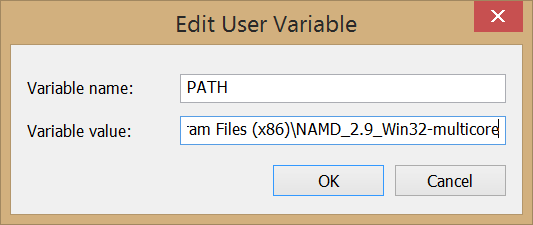 Edit User Variable
Variable name: PATH
Variable value: am Files (x86)\NAMD_2.9_Win32-multicore
OK Cancel